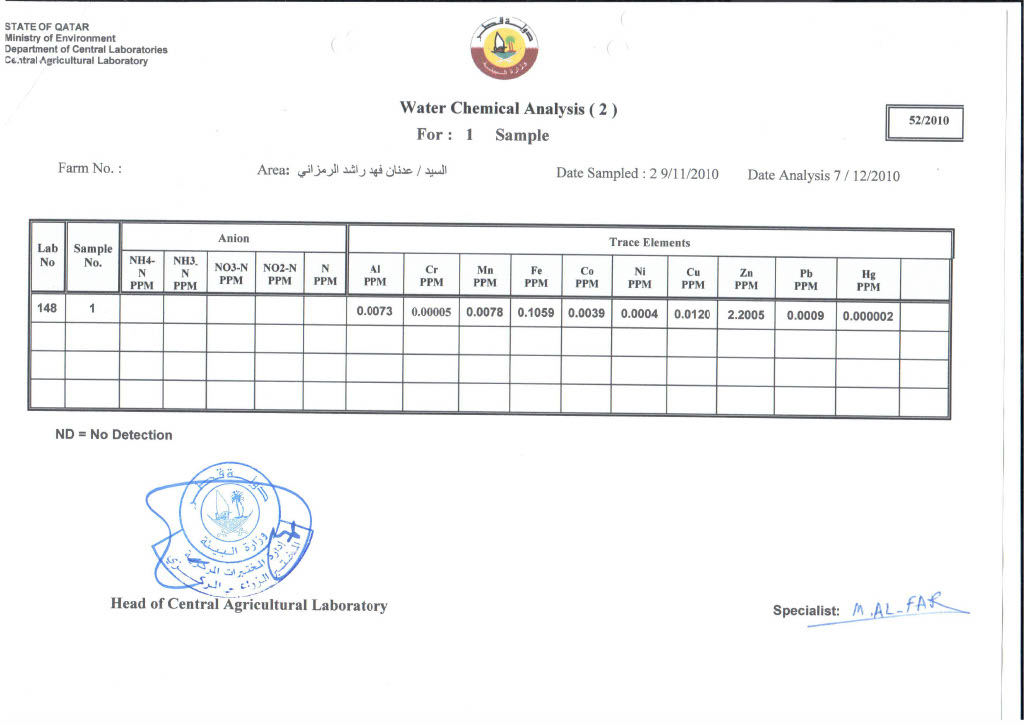 STATE OF QATAR
Ministry of Environment
Department of Central Laboratories
Central Agricultural Laboratory
دولة قطر
وزارة البيئة
Water Chemical Analysis ( 2 )
For : 1 Sample
52/2010
Farm No. : Area: السيد / عدنان فهد راشد الرمزاني Date Sampled : 2 9/11/2010 Date Analysis 7 / 12/2010
Lab No Sample No. Anion Trace Elements
NH4-N PPM NH3. N PPM NO3-N PPM NO2-N PPM N PPM Al PPM Cr PPM Mn PPM Fe PPM Co PPM Ni PPM Cu PPM Zn PPM Pb PPM Hg PPM
148 1 0.0073 0.00005 0.0078 0.1059 0.0039 0.0004 0.0120 2.2005 0.0009 0.000002
ND = No Detection
دولة قطر
وزارة البيئة
إدارة المختبرات المركزية
Head of Central Agricultural Laboratory
Specialist: M.AL-FAR